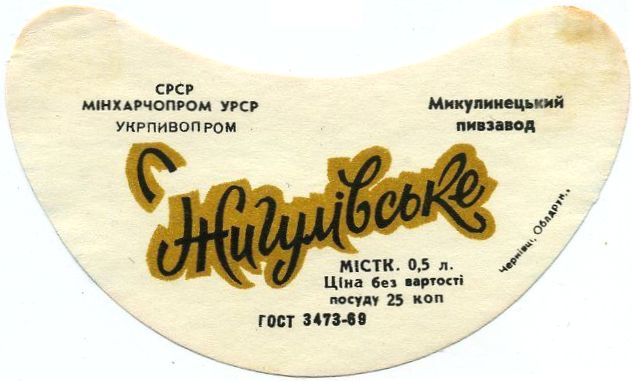 СРСР
МІНХАРЧОПРОМ УРСР
УКРПИВОПРОМ
Микулинецький
пивзавод
Жигулівське
МІСТК. 0,5 л.
Ціна без вартості
посуду 25 коп
ГОСТ 3473-69
Чернівці, Облдрук.,